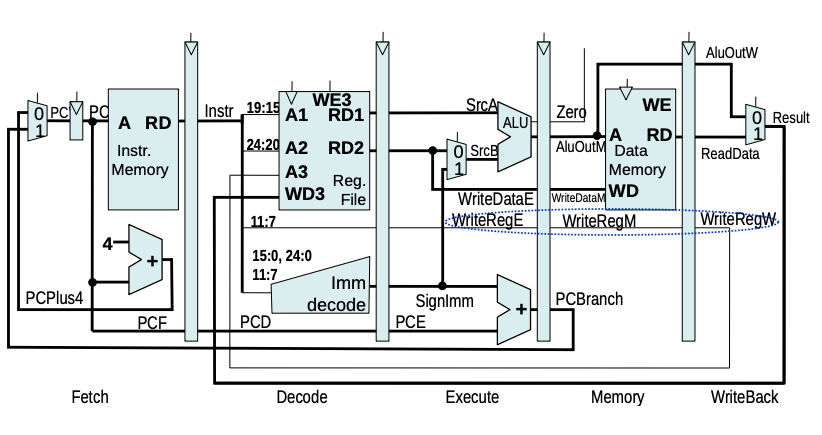 AluOutW
0
1
PC
PC
A RD
Instr.
Memory
Instr
19:15
WE3
A1 RD1
24:20
A2 RD2
A3
WD3
Reg.
File
11:7
SrcA
ALU
Zero
0
1
SrcB
AluOutM
WE
A RD
Data
Memory
WD
ReadData
0
1
Result
WriteDataE
WriteDataM
WriteRegE
WriteRegM
WriteRegW
4
+
15:0, 24:0
11:7
Imm
decode
SignImm
+
PCBranch
PCPlus4
PCF
PCD
PCE
Fetch
Decode
Execute
Memory
WriteBack